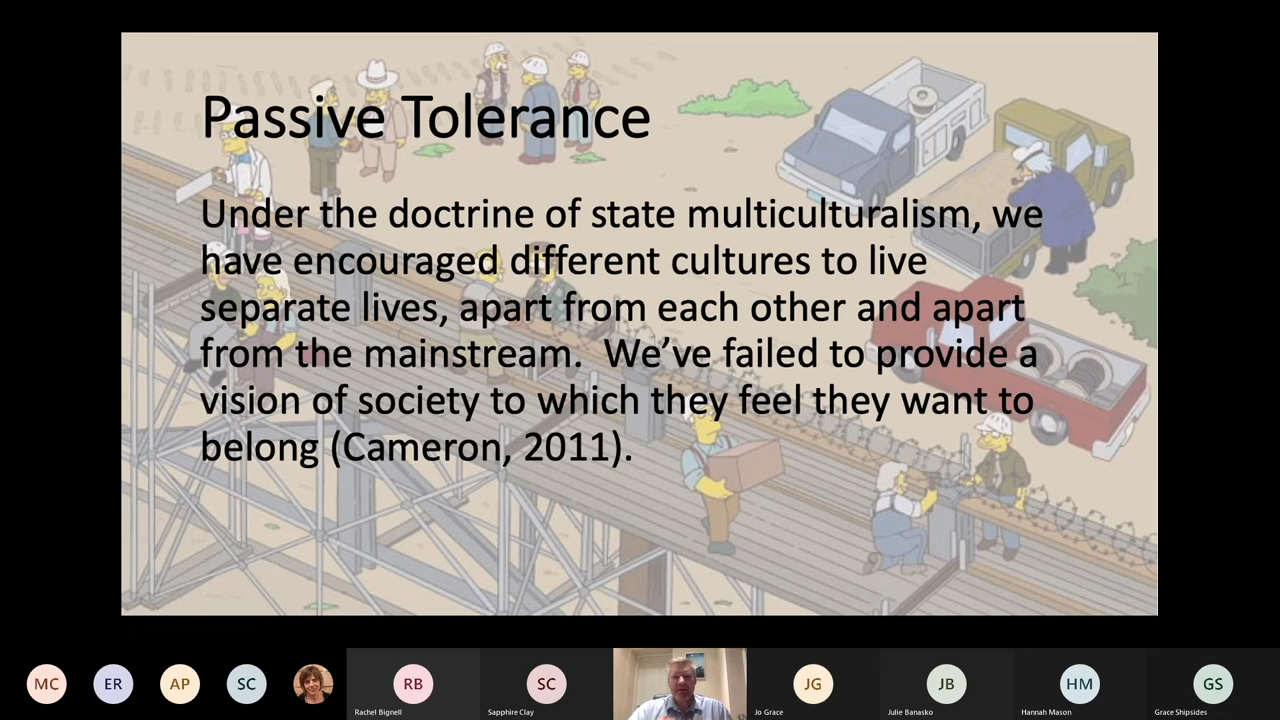 Passive Tolerance
Under the doctrine of state multiculturalism, we
have encouraged different cultures to live
separate lives, apart from each other and apart
from the mainstream.  We’ve failed to provide a
vision of society to which they feel they want to
belong (Cameron, 2011).
MC ER AP SC RB SC JG JB HM GS
Rachel Bignell Sapphire Clay Jo Grace Julie Banasko Hannah Mason Grace Shipsides